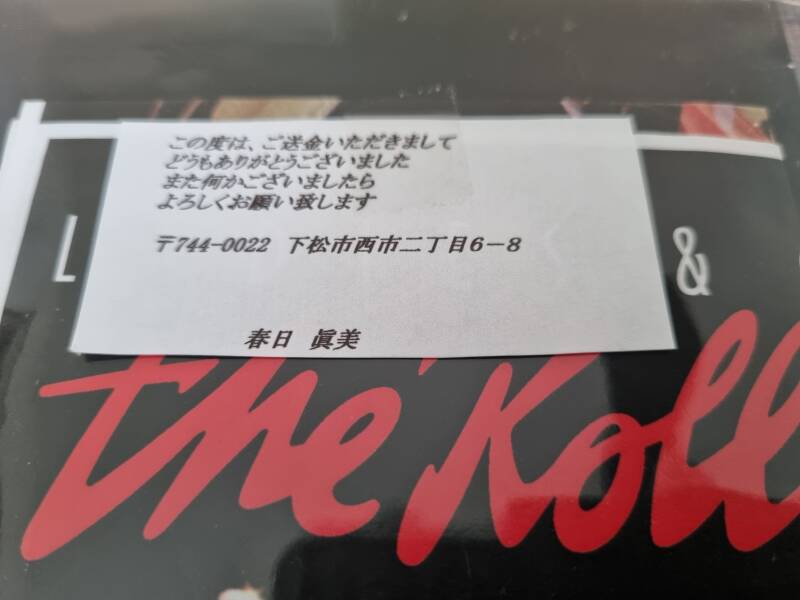 この度は、ご送金いただきまして
どうもありがとうございました
また何かございましたら
よろしくお願い致します
〒744-0022 下松市西市二丁目6－8
春日 眞美
L &
the Koll